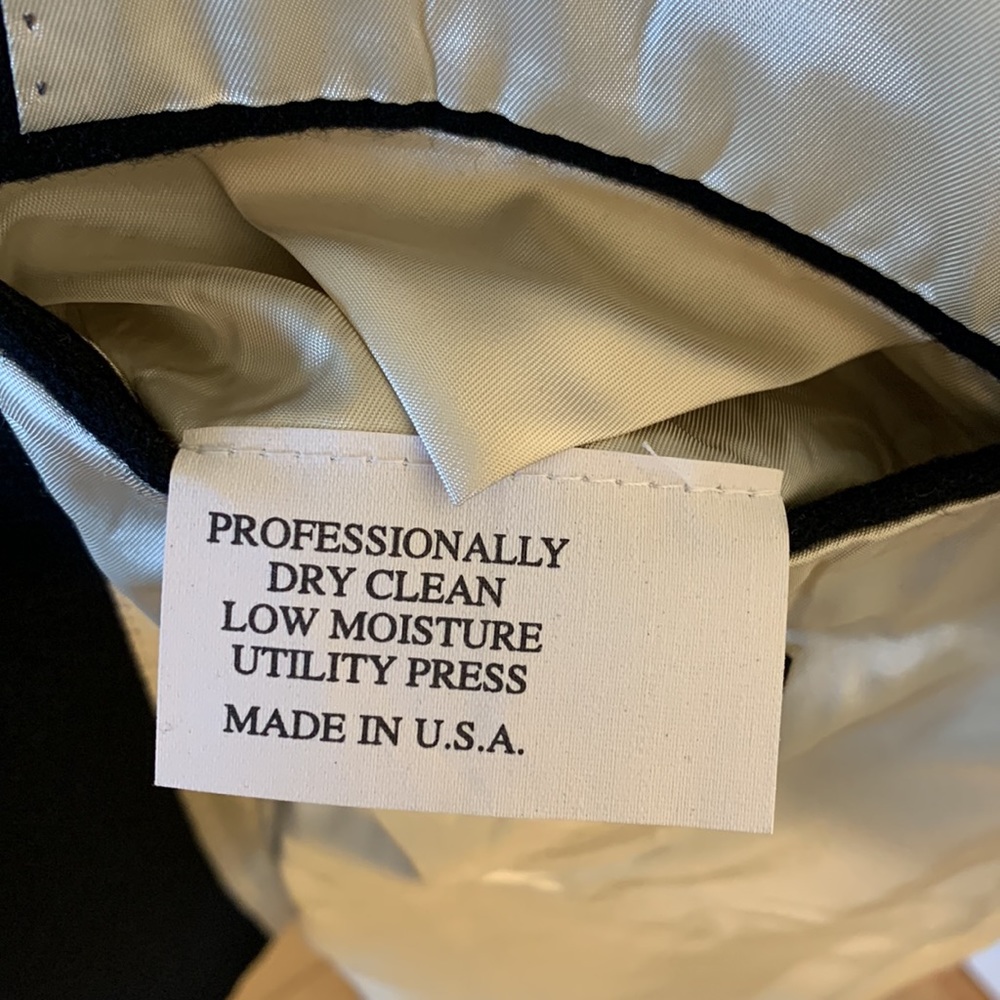 PROFESSIONALLY
DRY CLEAN
LOW MOISTURE
UTILITY PRESS
MADE IN U.S.A.